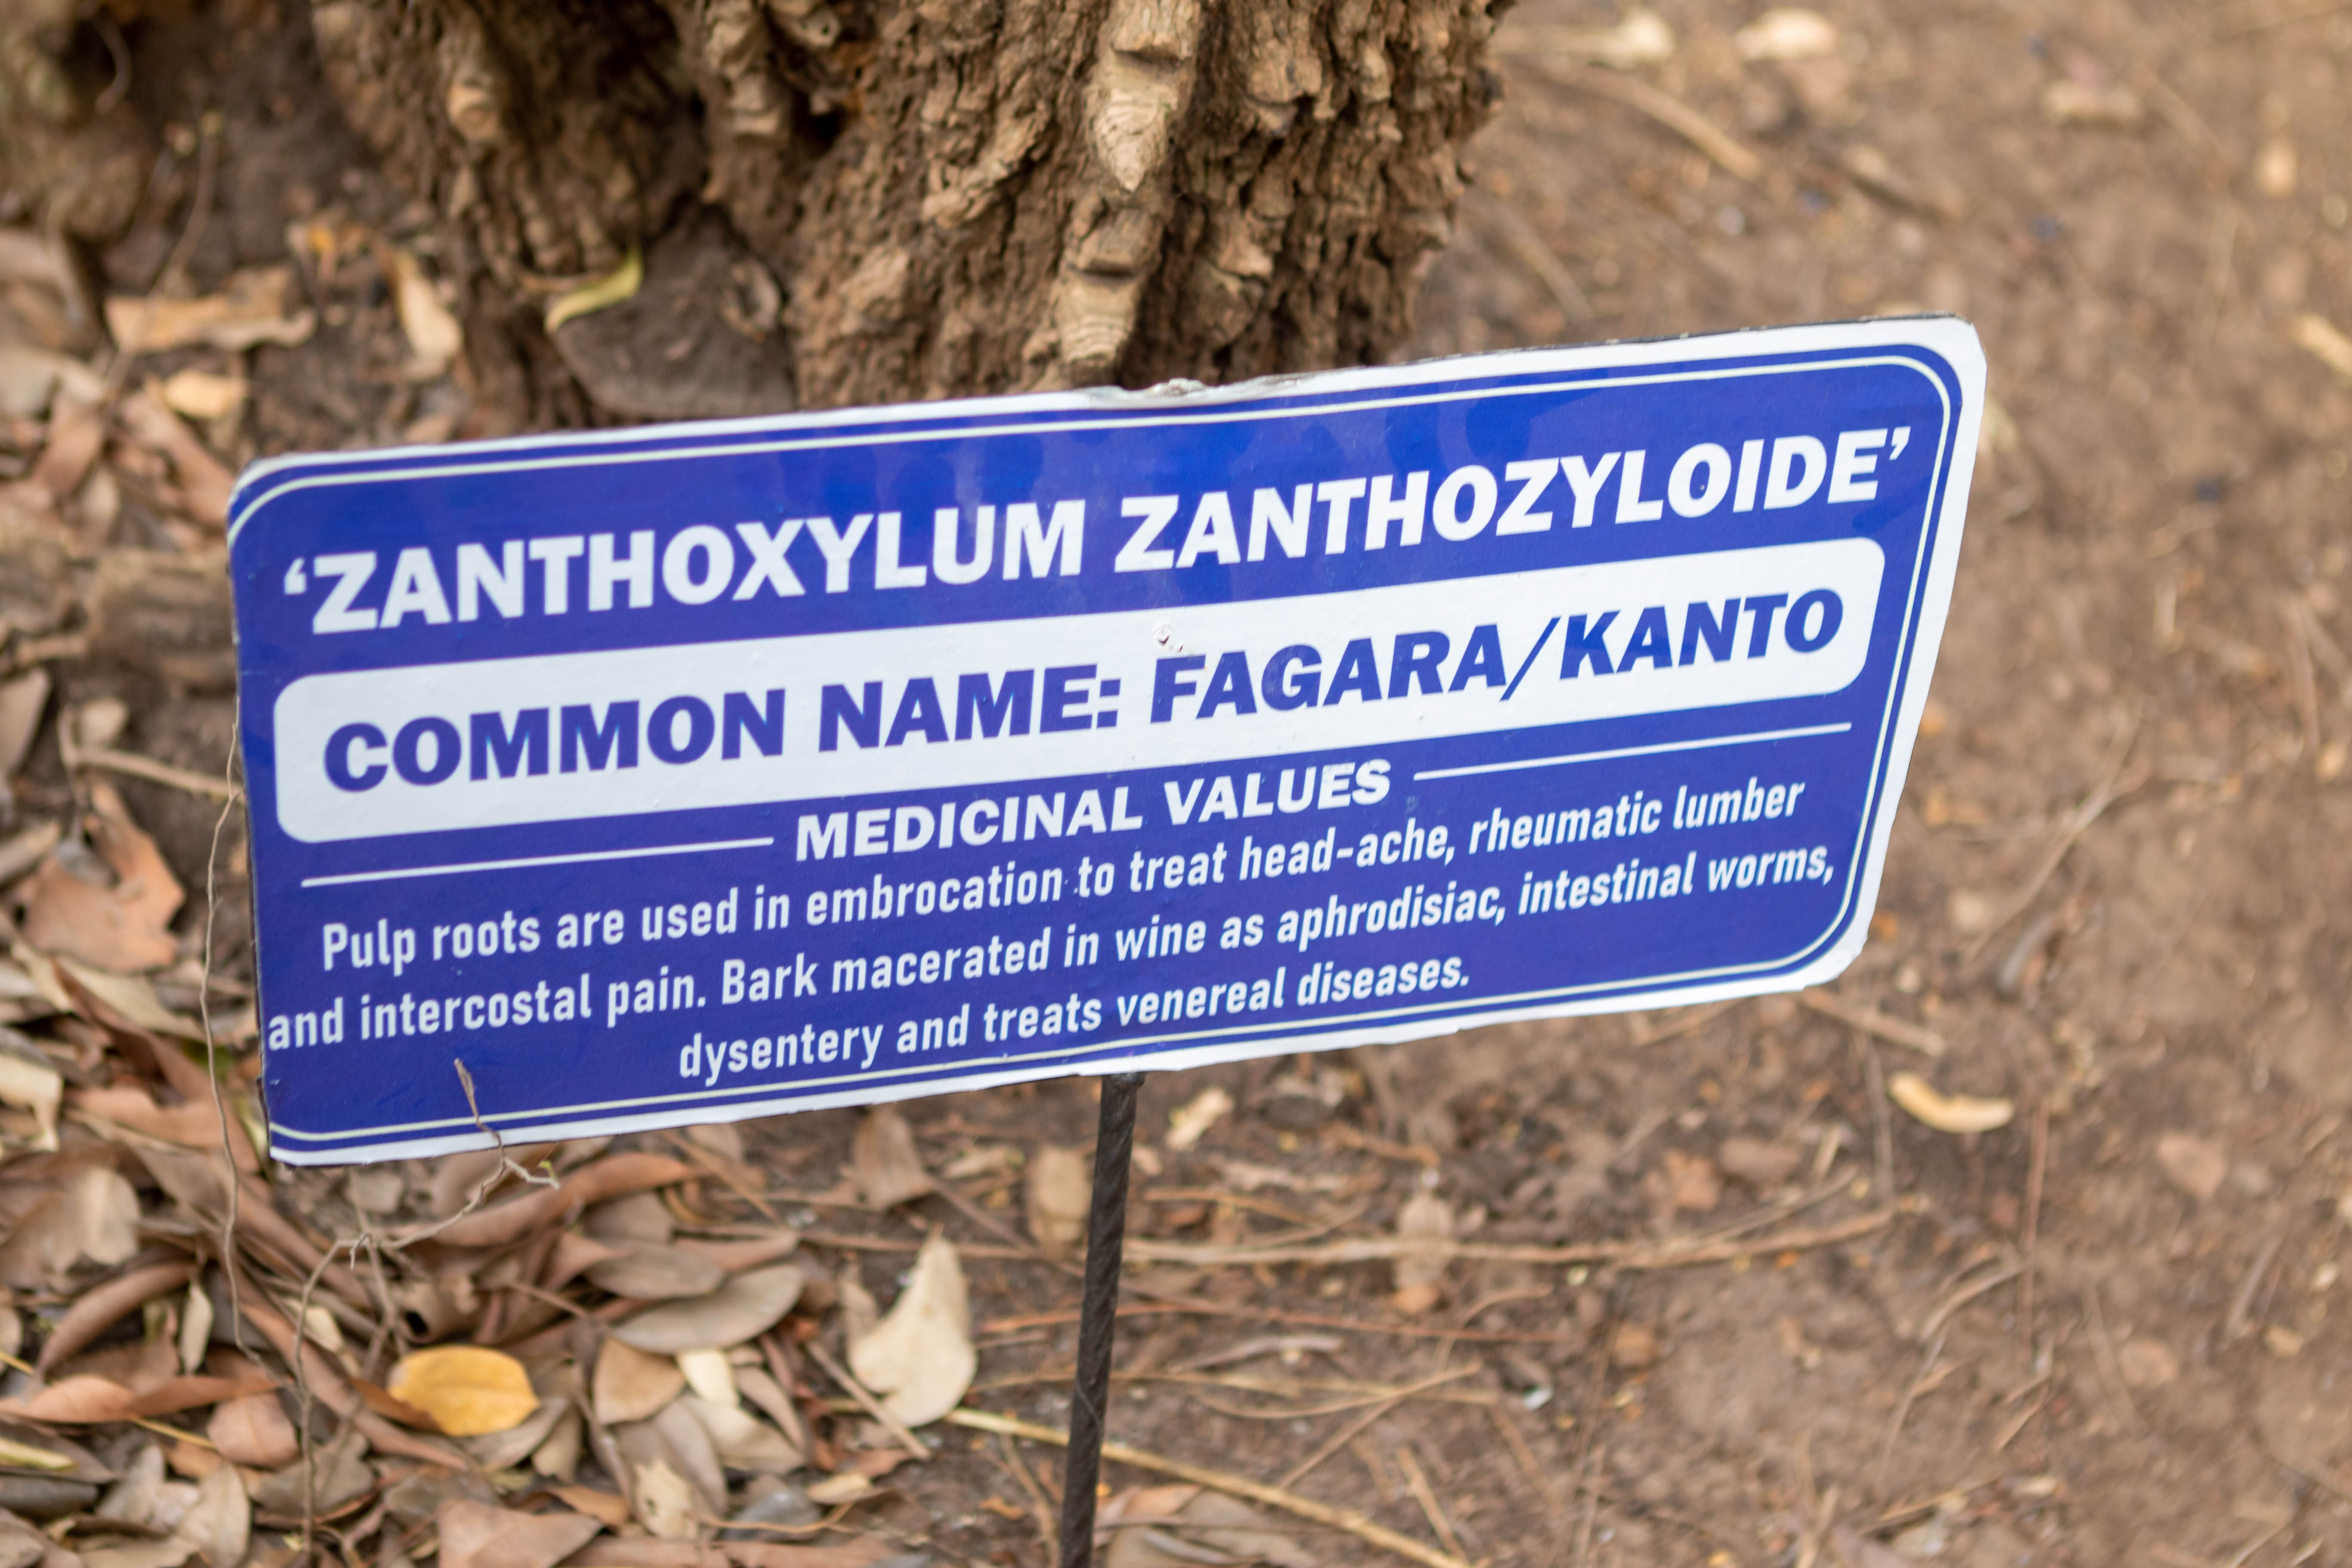 ‘ZANTHOXYLUM ZANTHOZYLOIDE’
COMMON NAME: FAGARA/KANTO
MEDICINAL VALUES
Pulp roots are used in embrocation to treat head-ache, rheumatic lumber
and intercostal pain. Bark macerated in wine as aphrodisiac, intestinal worms,
dysentery and treats venereal diseases.